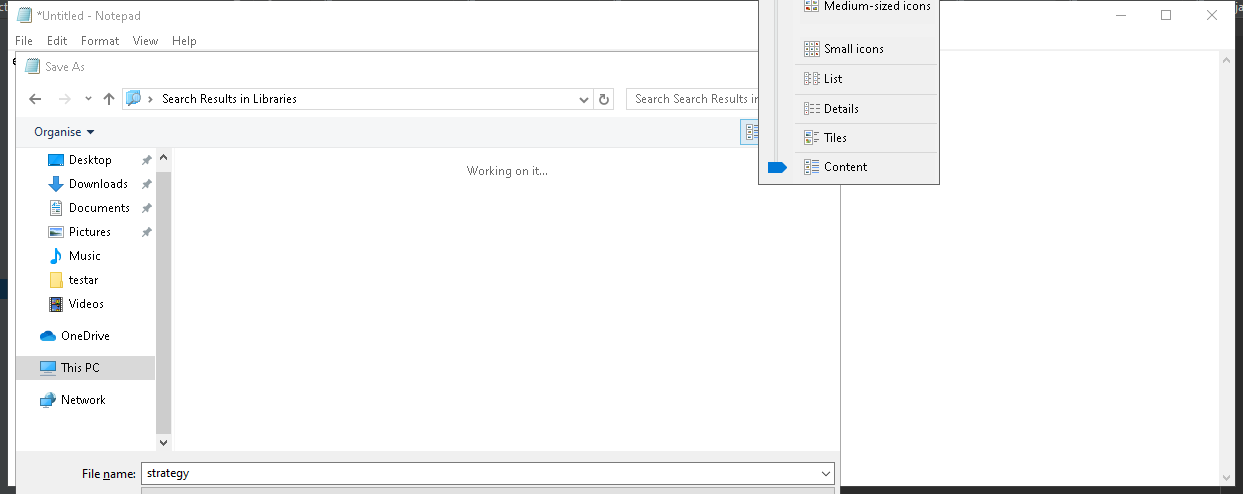 *Untitled - Notepad
Medium-sized icons
File Edit Format View Help
Small icons
Save As
List
Search Results in Libraries
Search Search Results in
Details
Organise
Tiles
Desktop
Working on it...
Content
Downloads
Documents
Pictures
Music
testar
Videos
OneDrive
This PC
Network
File name: strategy